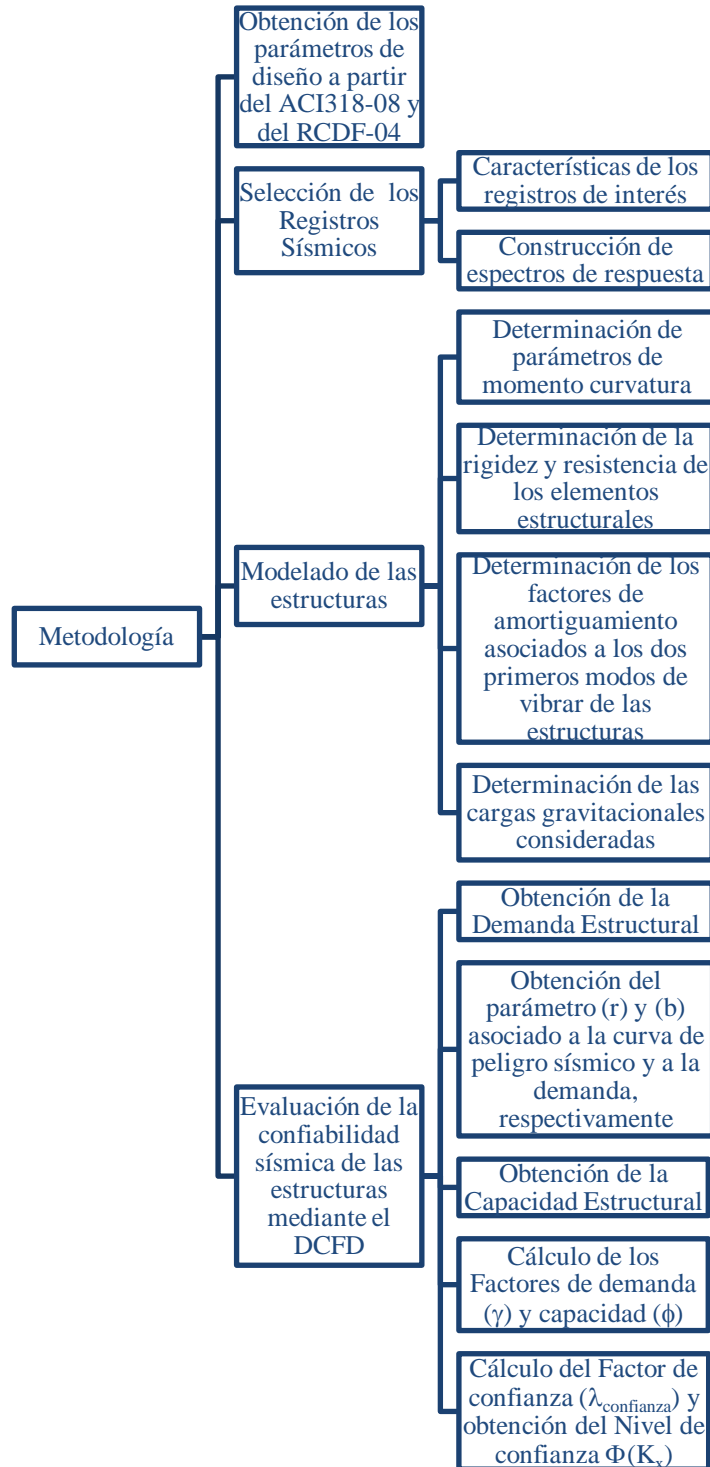 Metodología
Obtención de los
parámetros de
diseño a partir
del ACI318-08 y
del RCDF-04
Selección de los
Registros
Sísmicos
Características de los
registros de interés
Construcción de
espectros de respuesta
Modelado de las
estructuras
Determinación de
parámetros de
momento curvatura
Determinación de la
rigidez y resistencia de
los elementos
estructurales
Determinación de los
factores de
amortiguamiento
asociados a los dos
primeros modos de
vibrar de las
estructuras
Determinación de las
cargas gravitacionales
consideradas
Evaluación de la
confiabilidad
sísmica de las
estructuras
mediante el
DCFD
Obtención de la
Demanda Estructural
Obtención del
parámetro (r) y (b)
asociado a la curva de
peligro sísmico y a la
demanda,
respectivamente
Obtención de la
Capacidad Estructural
Cálculo de los
Factores de demanda
(γ) y capacidad (ϕ)
Cálculo del Factor de
confianza (λconfianza) y
obtención del Nivel de
confianza Φ(Kx)